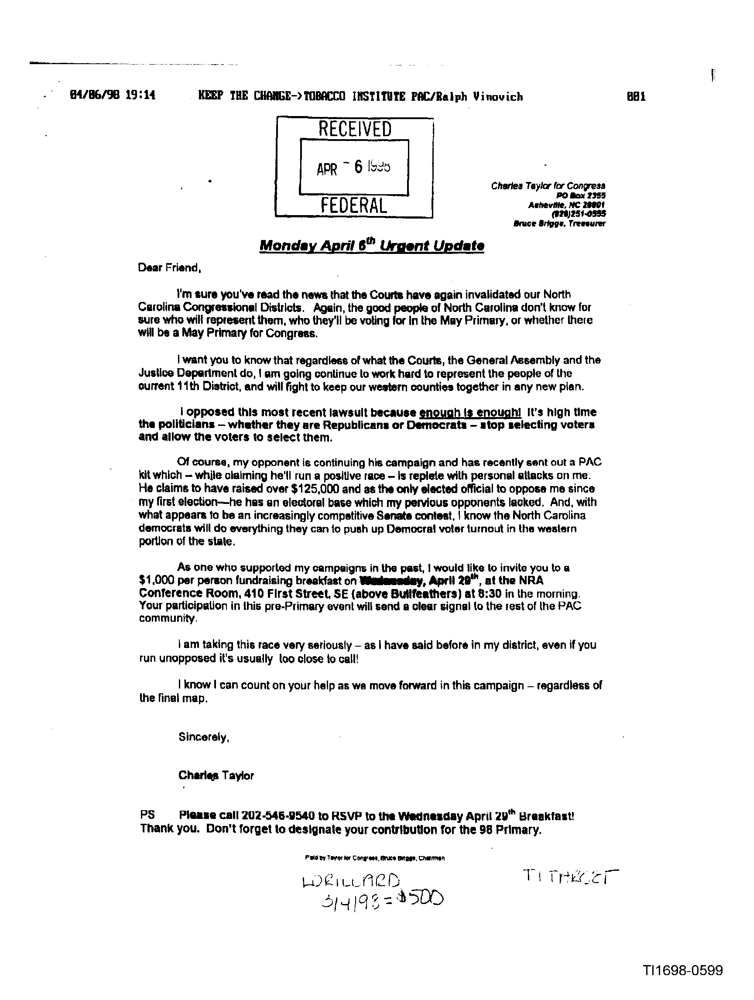 04/06/98 19:14 KEEP THE CHANGE->TOBACCO INSTITUTE PAC/Ralph Vinovich 001
RECEIVED
APR - 6
FEDERAL
Charles Taylor for Congress
PO Box 2355
Asheville, NC 28801
(828)251-0555
Bruce Briggs, Treasurer
Monday April 6th Urgent Update
Dear Friend,
I'm sure you've read the news that the Courts have again invalidated our North
Carolina Congressional Districts. Again, the good people of North Carolina don't know for
sure who will represent them, who they'll be voting for in the May Primary, or whether there
will be a May Primary for Congress.
I want you to know that regardless of what the Courts, the General Assembly and the
Justice Department do, I am going continue to work hard to represent the people of the
current 11th District, and will fight to keep our western counties together in any new plan.
I opposed this most recent lawsuit because enough is enough! It's high time
the politicians – whether they are Republicans or Democrats – stop selecting voters
and allow the voters to select them.
Of course, my opponent is continuing his campaign and has recently sent out a PAC
kit which – while claiming he'll run a positive race – is replete with personal attacks on me.
He claims to have raised over $125,000 and as the only elected official to oppose me since
my first election—he has an electoral base which my pervious opponents lacked. And, with
what appears to be an increasingly competitive Senate contest, I know the North Carolina
democrats will do everything they can to push up Democrat voter turnout in the western
portion of the state.
As one who supported my campaigns in the past, I would like to invite you to a
$1,000 per person fundraising breakfast on Wednesday, April 29th, at the NRA
Conference Room, 410 First Street, SE (above Bullfeathers) at 8:30 in the morning.
Your participation in this pre-Primary event will send a clear signal to the rest of the PAC
community.
I am taking this race very seriously – as I have said before in my district, even if you
run unopposed it's usually too close to call!
I know I can count on your help as we move forward in this campaign – regardless of
the final map.
Sincerely,
Charles Taylor
PS Please call 202-546-9540 to RSVP to the Wednesday April 29th Breakfast!
Thank you. Don't forget to designate your contribution for the 98 Primary.
Paid by Taylor for Congress, Bruce Briggs, Chairman
LORILLARD
3/4/98 = $500
TI
TI1698-0599